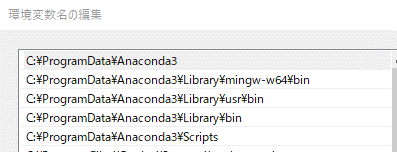 環境変数名の編集
C:¥ProgramData¥Anaconda3
C:¥ProgramData¥Anaconda3¥Library¥mingw-w64¥bin
C:¥ProgramData¥Anaconda3¥Library¥usr¥bin
C:¥ProgramData¥Anaconda3¥Library¥bin
C:¥ProgramData¥Anaconda3¥Scripts